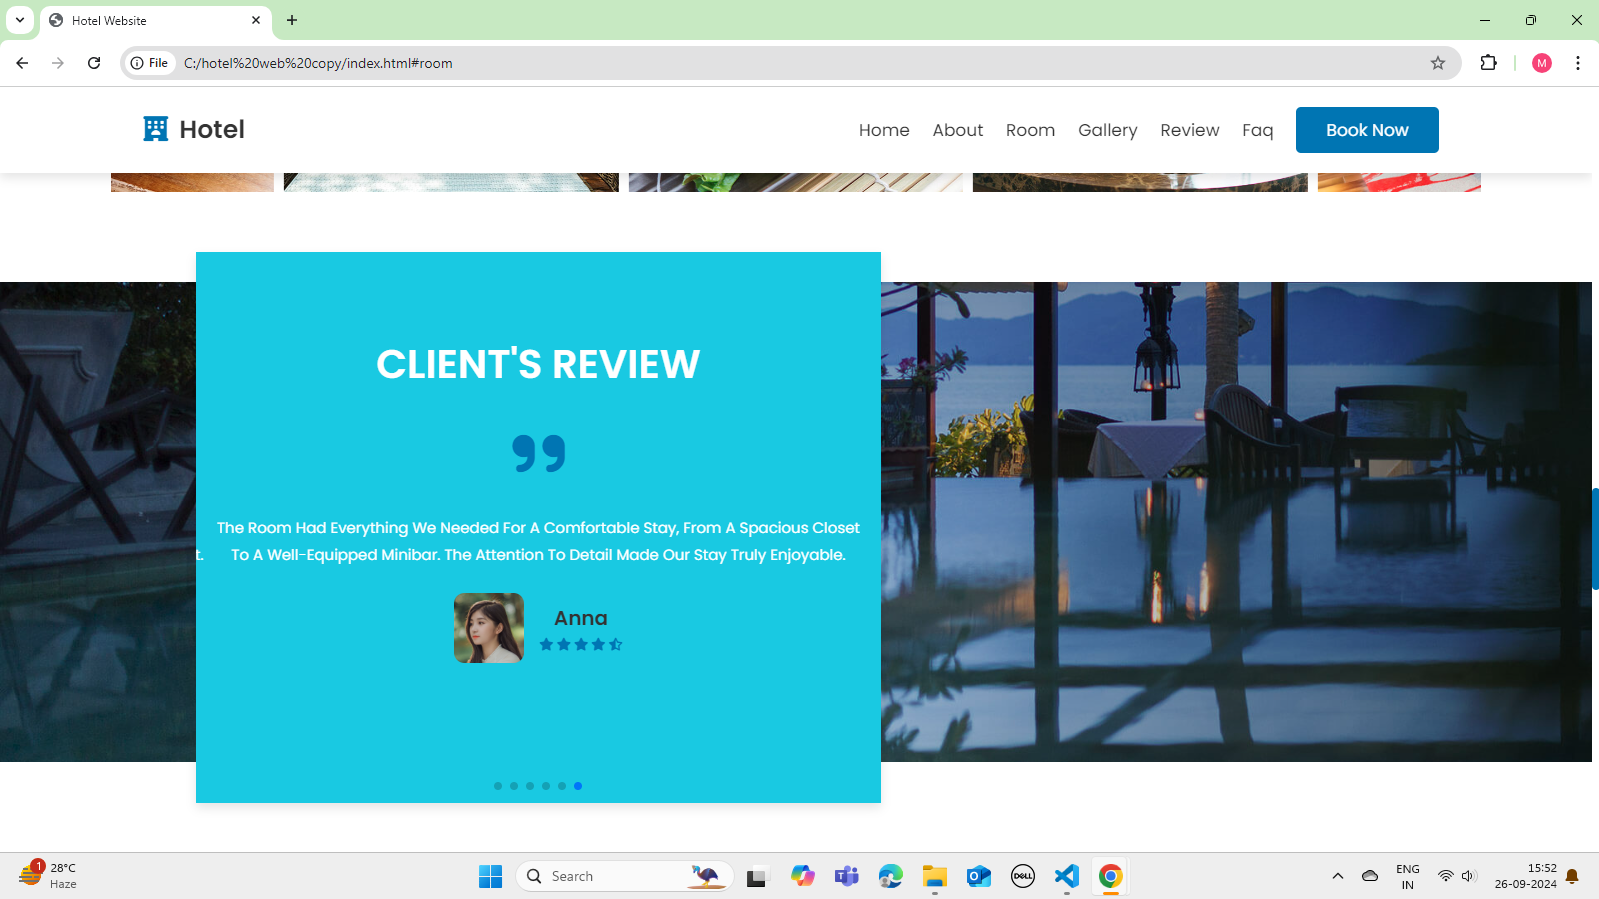 Hotel Website
File C:/hotel%20web%20copy/index.html#room
M
Hotel
Home About Room Gallery Review Faq Book Now
CLIENT'S REVIEW
The Room Had Everything We Needed For A Comfortable Stay, From A Spacious Closet
t. To A Well-Equipped Minibar. The Attention To Detail Made Our Stay Truly Enjoyable.
Anna
1
28°C
Haze
Search
DELL
ENG
IN
15:52
26-09-2024